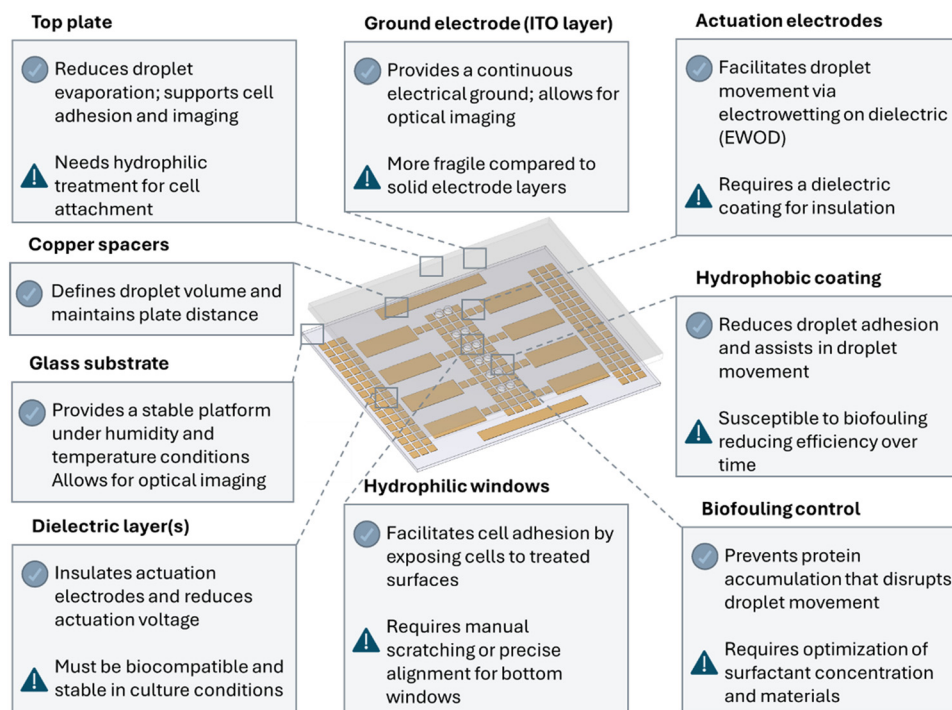 Top plate
Reduces droplet
evaporation; supports cell
adhesion and imaging
Needs hydrophilic
treatment for cell
attachment
Ground electrode (ITO layer)
Provides a continuous
electrical ground; allows for
optical imaging
More fragile compared to
solid electrode layers
Actuation electrodes
Facilitates droplet
movement via
electrowetting on dielectric
(EWOD)
Requires a dielectric
coating for insulation
Copper spacers
Defines droplet volume and
maintains plate distance
Hydrophobic coating
Reduces droplet adhesion
and assists in droplet
movement
Susceptible to biofouling
reducing efficiency over
time
Glass substrate
Provides a stable platform
under humidity and
temperature conditions
Allows for optical imaging
Dielectric layer(s)
Insulates actuation
electrodes and reduces
actuation voltage
Must be biocompatible and
stable in culture conditions
Hydrophilic windows
Facilitates cell adhesion by
exposing cells to treated
surfaces
Requires manual
scratching or precise
alignment for bottom
windows
Biofouling control
Prevents protein
accumulation that disrupts
droplet movement
Requires optimization of
surfactant concentration
and materials